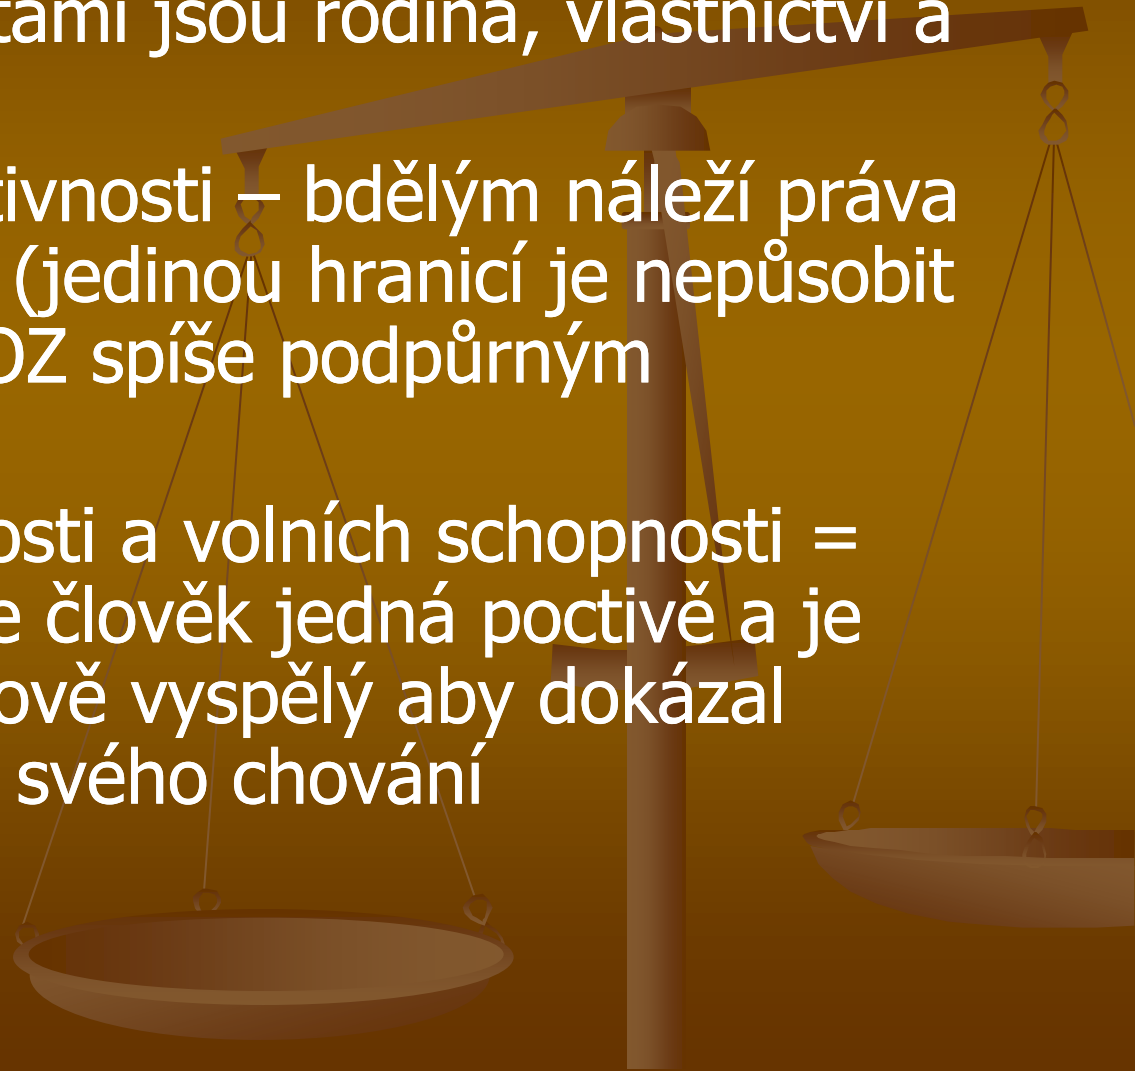 tami jsou rodina, vlastnictví a
tivnosti – bdělým náleží práva
(jedinou hranicí je nepůsobit
OZ spíše podpůrným
osti a volních schopnosti =
e člověk jedná poctivě a je
ově vyspělý aby dokázal
svého chování